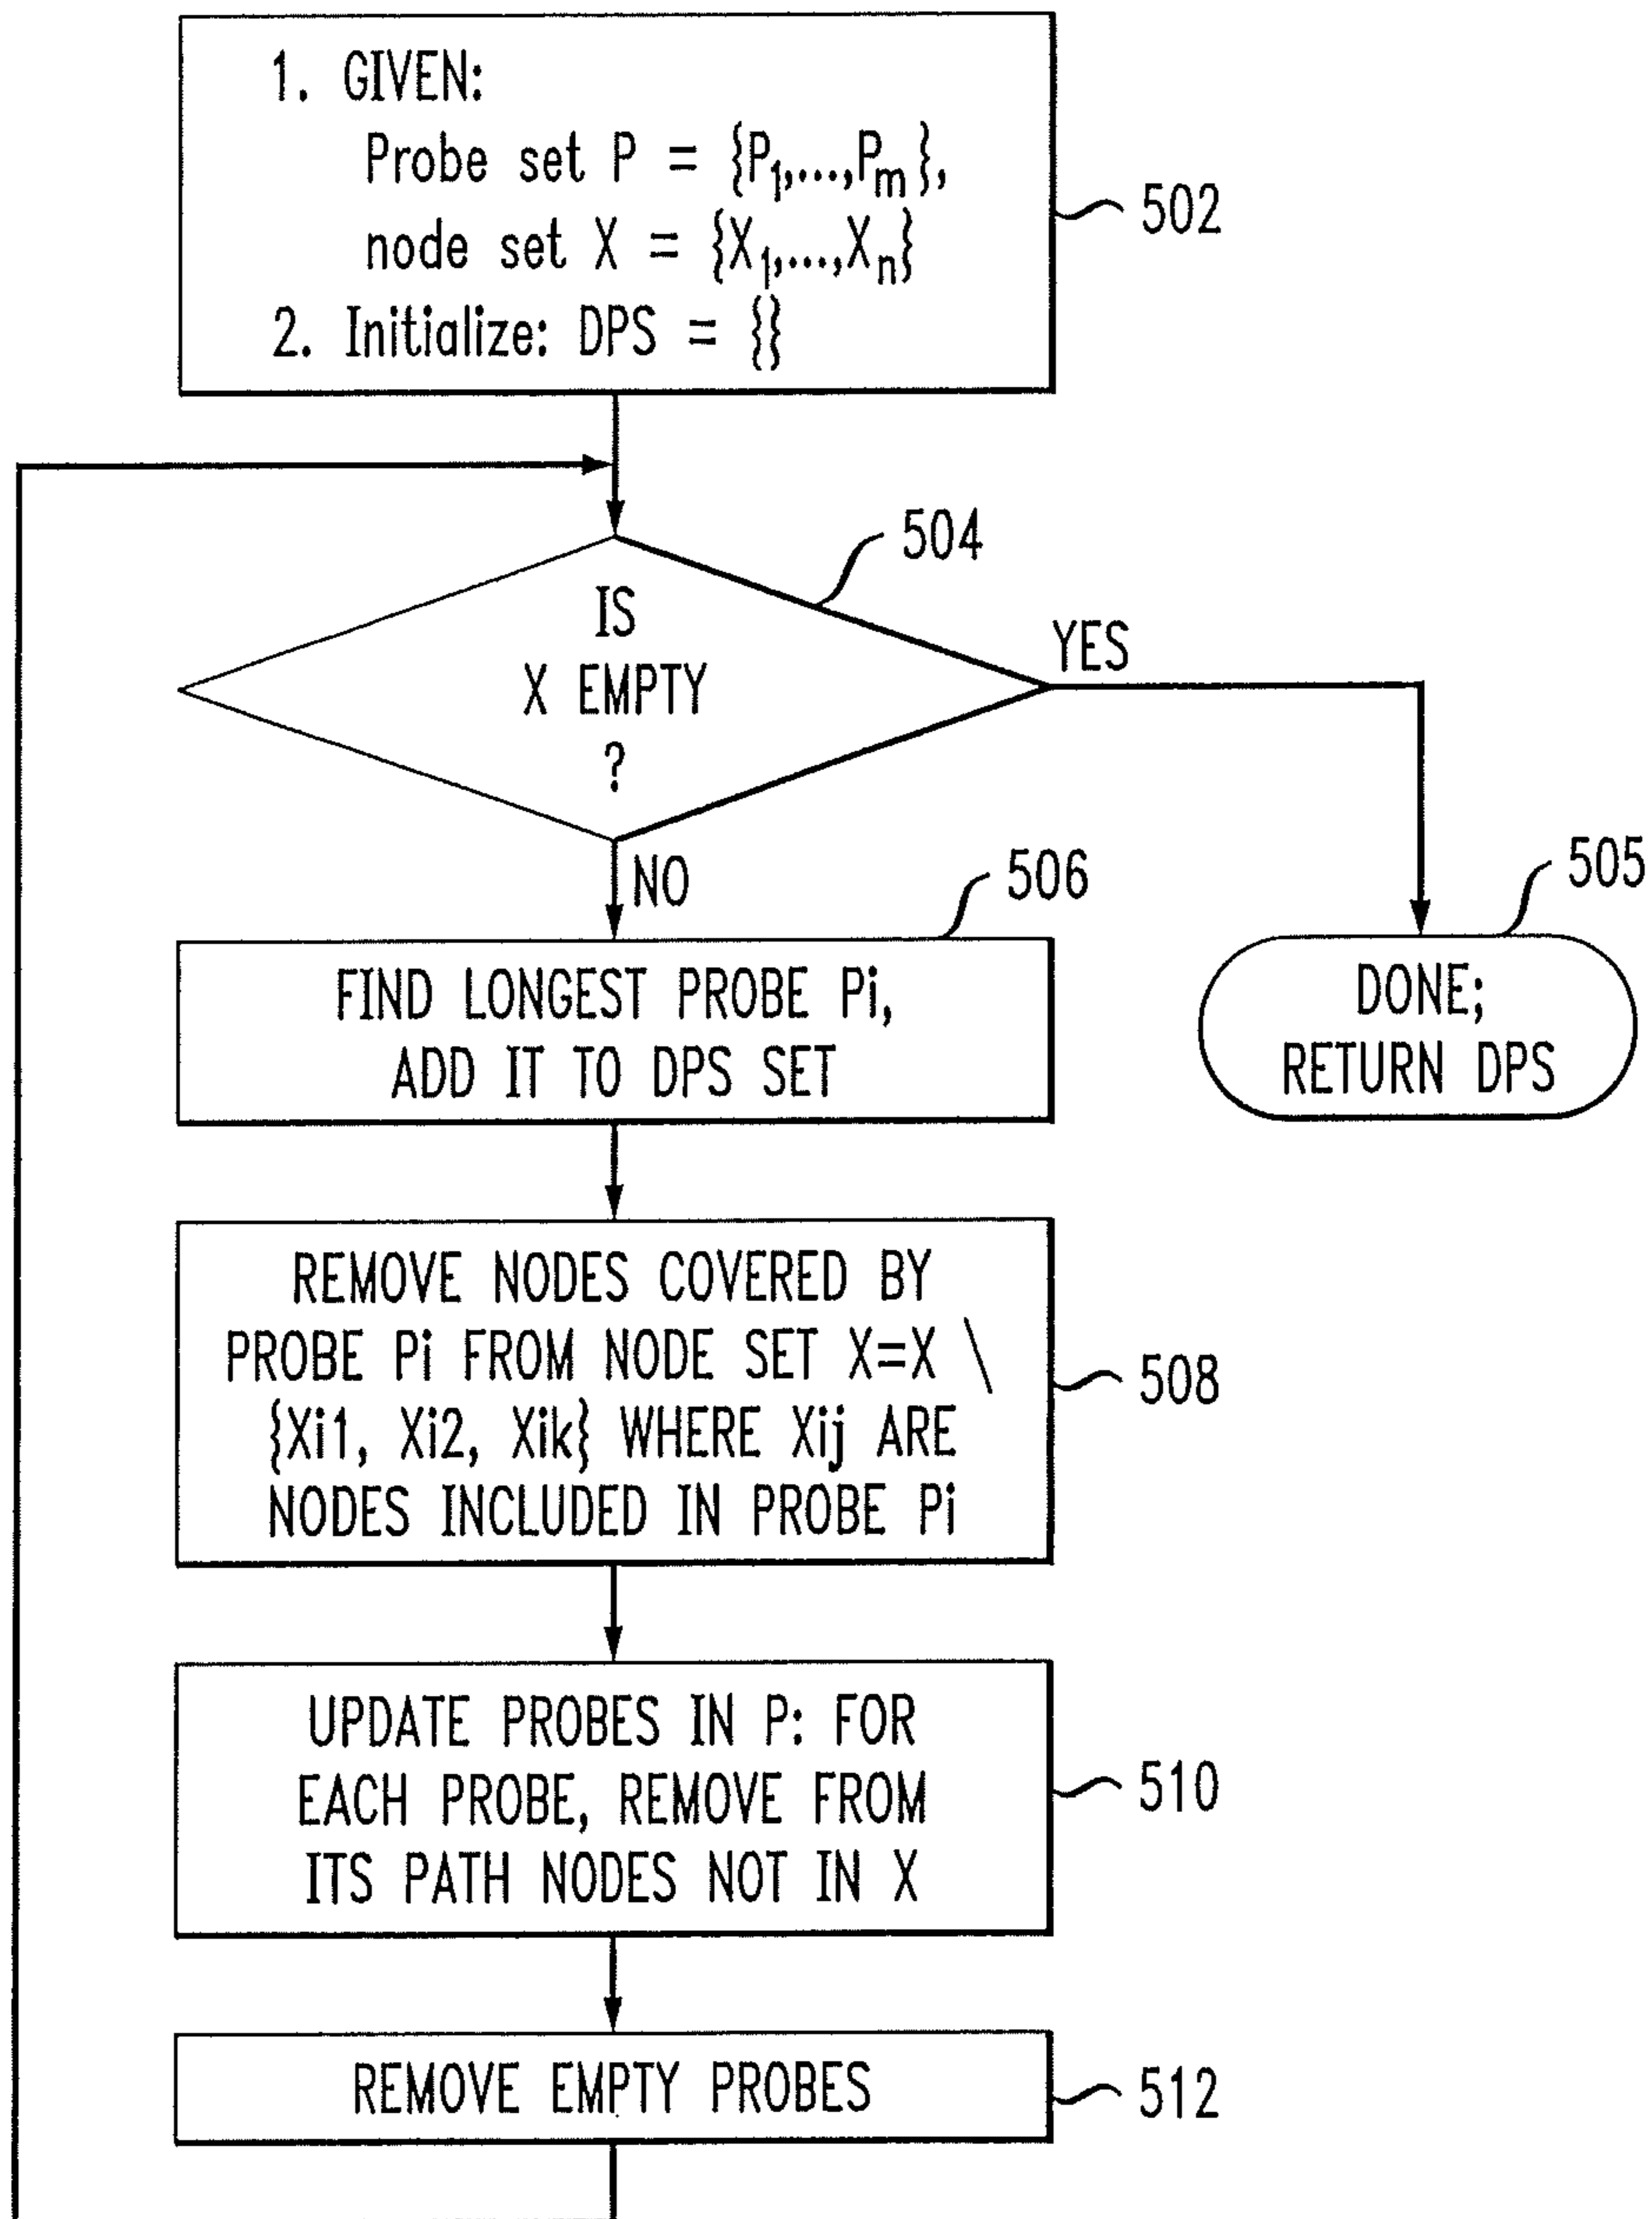 1. GIVEN:
Probe set P = {P1,...,Pm},
node set X = {X1,...,Xn}
2. Initialize: DPS = {}
502
504
IS
X EMPTY
?
YES
NO
506
505
FIND LONGEST PROBE Pi,
ADD IT TO DPS SET
DONE;
RETURN DPS
REMOVE NODES COVERED BY
PROBE Pi FROM NODE SET X=X \
{Xi1, Xi2, Xik} WHERE Xij ARE
NODES INCLUDED IN PROBE Pi
508
UPDATE PROBES IN P: FOR
EACH PROBE, REMOVE FROM
ITS PATH NODES NOT IN X
510
REMOVE EMPTY PROBES
512